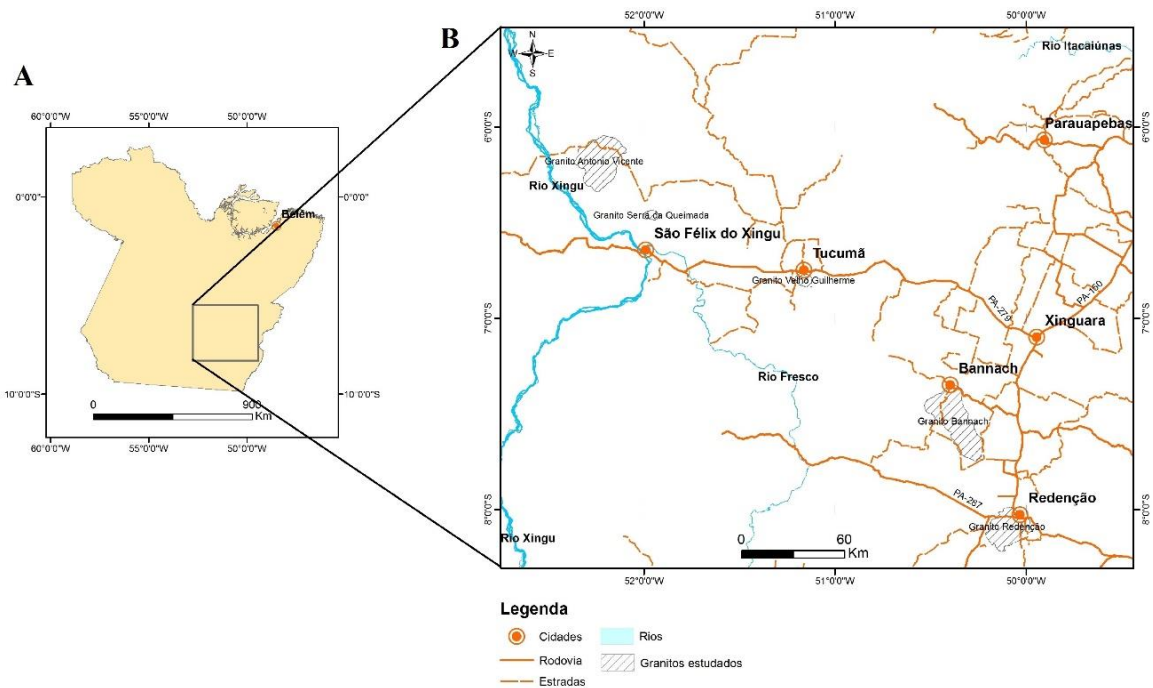 A
60°0'0"W 55°0'0"W 50°0'0"W
0°0'0" 0°0'0"
Belém
10°0'0"S 10°0'0"S
0 900
Km
60°0'0"W 55°0'0"W 50°0'0"W
B
52°0'0"W 51°0'0"W 50°0'0"W
N
W E
S
Rio Itacaiúnas
Parauapebas
6°0'0"S 6°0'0"S
Granito Antonio Vicente
Rio Xingu
Granito Serra da Queimada
São Félix do Xingu
Tucumã
Granito Velho Guilherme
PA-279
PA-150
7°0'0"S 7°0'0"S
Xinguara
Bannach
Rio Fresco
Granito Bannach
PA-287
Redenção
8°0'0"S 8°0'0"S
Granito Redenção
Rio Xingu
0 60
Km
52°0'0"W 51°0'0"W 50°0'0"W
Legenda
Cidades Rios
Rodovia Granitos estudados
Estradas